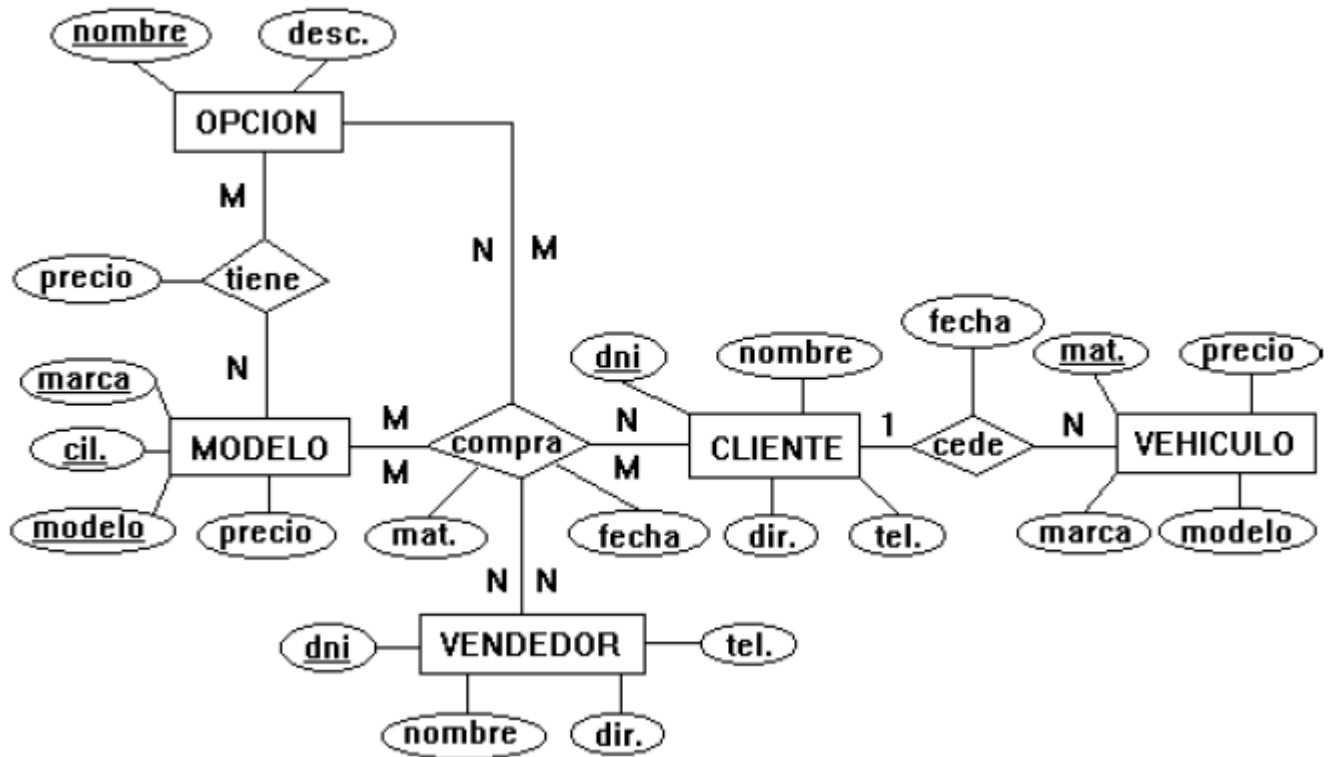 nombre
desc.
OPCION
M
N
M
precio
tiene
N
marca
cil.
modelo
MODELO
precio
M
M
compra
mat.
fecha
N
M
dni
nombre
CLIENTE
dir.
tel.
1
fecha
cede
N
mat.
precio
VEHICULO
marca
modelo
N
N
dni
VENDEDOR
tel.
nombre
dir.